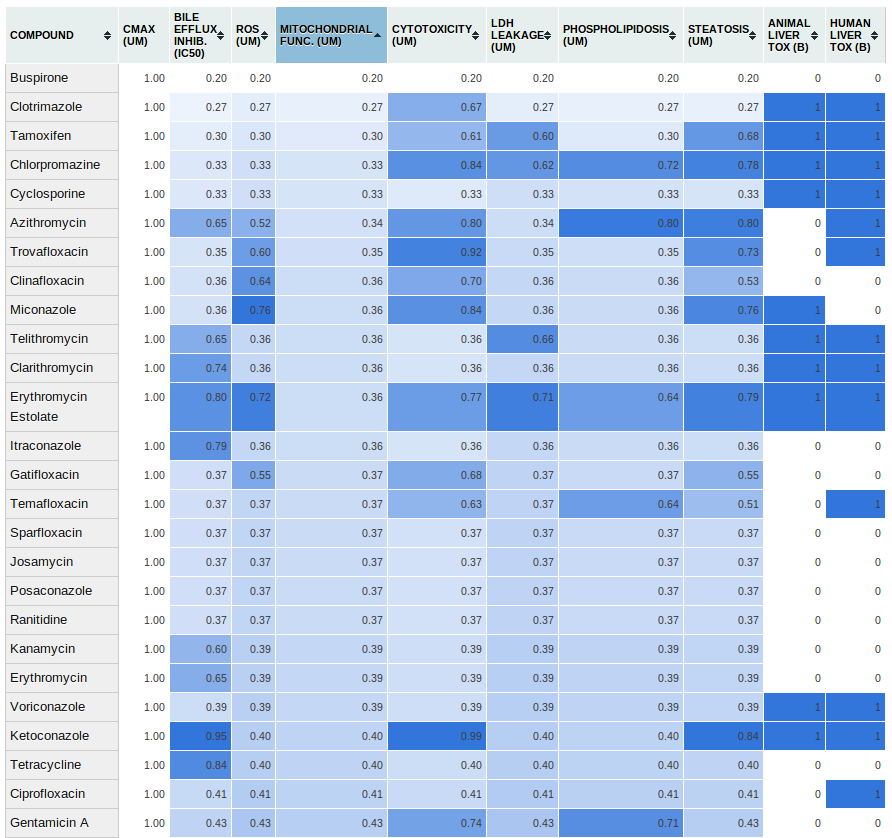 COMPOUND CMAX (UM) BILE EFFLUX INHIB. (IC50) ROS (UM) MITOCHONDRIAL FUNC. (UM) CYTOTOXICITY (UM) LDH LEAKAGE (UM) PHOSPHOLIPIDOSIS (UM) STEATOSIS (UM) ANIMAL LIVER TOX (B) HUMAN LIVER TOX (B)
Buspirone 1.00 0.20 0.20 0.20 0.20 0.20 0.20 0.20 0 0
Clotrimazole 1.00 0.27 0.27 0.27 0.67 0.27 0.27 0.27 1 1
Tamoxifen 1.00 0.30 0.30 0.30 0.61 0.60 0.30 0.68 1 1
Chlorpromazine 1.00 0.33 0.33 0.33 0.84 0.62 0.72 0.78 1 1
Cyclosporine 1.00 0.33 0.33 0.33 0.33 0.33 0.33 0.33 1 1
Azithromycin 1.00 0.65 0.52 0.34 0.80 0.34 0.80 0.80 0 1
Trovafloxacin 1.00 0.35 0.60 0.35 0.92 0.35 0.35 0.73 0 1
Clinafloxacin 1.00 0.36 0.64 0.36 0.70 0.36 0.36 0.53 0 0
Miconazole 1.00 0.36 0.76 0.36 0.84 0.36 0.36 0.76 1 0
Telithromycin 1.00 0.65 0.36 0.36 0.36 0.66 0.36 0.36 1 1
Clarithromycin 1.00 0.74 0.36 0.36 0.36 0.36 0.36 0.36 1 1
Erythromycin Estolate 1.00 0.80 0.72 0.36 0.77 0.71 0.64 0.79 1 1
Itraconazole 1.00 0.79 0.36 0.36 0.36 0.36 0.36 0.36 0 0
Gatifloxacin 1.00 0.37 0.55 0.37 0.68 0.37 0.37 0.55 0 0
Temafloxacin 1.00 0.37 0.37 0.37 0.63 0.37 0.64 0.51 0 1
Sparfloxacin 1.00 0.37 0.37 0.37 0.37 0.37 0.37 0.37 0 0
Josamycin 1.00 0.37 0.37 0.37 0.37 0.37 0.37 0.37 0 0
Posaconazole 1.00 0.37 0.37 0.37 0.37 0.37 0.37 0.37 0 0
Ranitidine 1.00 0.37 0.37 0.37 0.37 0.37 0.37 0.37 0 0
Kanamycin 1.00 0.60 0.39 0.39 0.39 0.39 0.39 0.39 0 0
Erythromycin 1.00 0.65 0.39 0.39 0.39 0.39 0.39 0.39 0 0
Voriconazole 1.00 0.39 0.39 0.39 0.39 0.39 0.39 0.39 1 1
Ketoconazole 1.00 0.95 0.40 0.40 0.99 0.40 0.40 0.84 1 1
Tetracycline 1.00 0.84 0.40 0.40 0.40 0.40 0.40 0.40 0 0
Ciprofloxacin 1.00 0.41 0.41 0.41 0.41 0.41 0.41 0.41 0 1
Gentamicin A 1.00 0.43 0.43 0.43 0.74 0.43 0.71 0.43 0 0